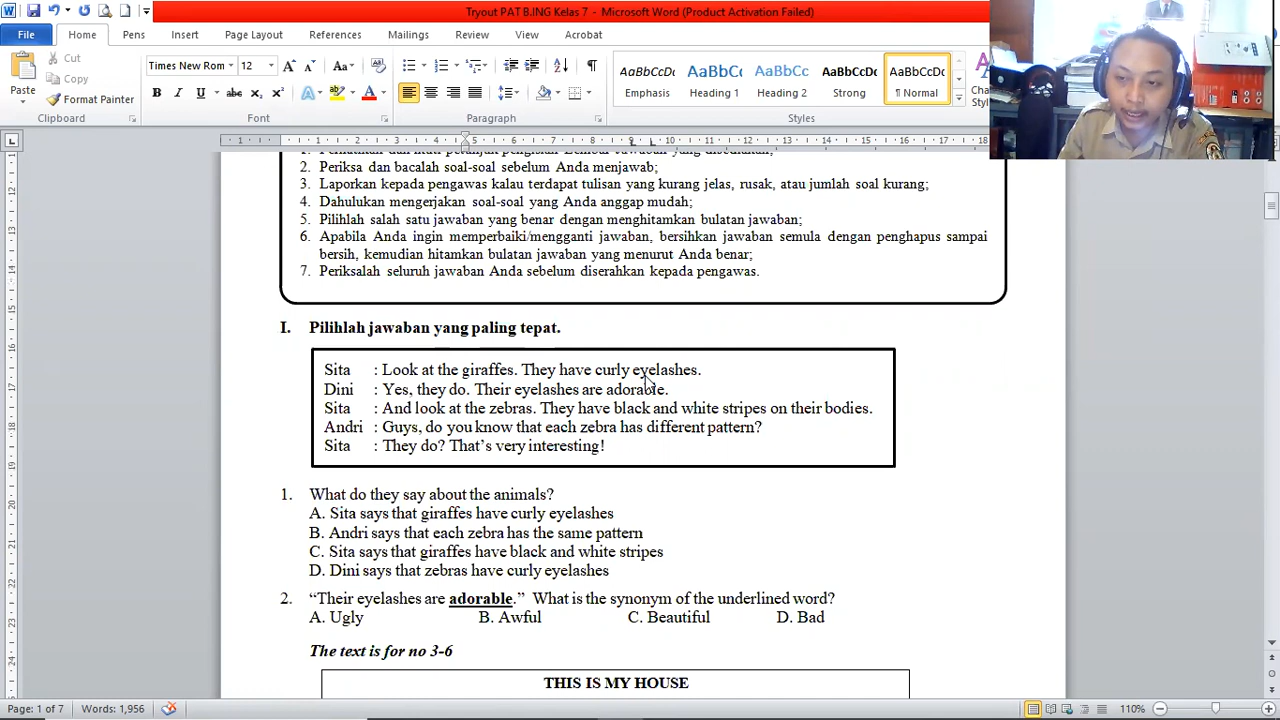 Tryout PAT B.ING Kelas 7 - Microsoft Word (Product Activation Failed)
File Home Pens Insert Page Layout References Mailings Review View Acrobat
Cut
Copy
Format Painter
Paste
Times New Rom 12
AaBbCcDc AaBbCc AaBbCc AaBbCcDc AaBbCcDc
Emphasis Heading 1 Heading 2 Strong ¶ Normal
Clipboard Font Paragraph Styles
2. Periksa dan bacalah soal-soal sebelum Anda menjawab;
3. Laporkan kepada pengawas kalau terdapat tulisan yang kurang jelas, rusak, atau jumlah soal kurang;
4. Dahulukan mengerjakan soal-soal yang Anda anggap mudah;
5. Pilihlah salah satu jawaban yang benar dengan menghitamkan bulatan jawaban;
6. Apabila Anda ingin memperbaiki/mengganti jawaban, bersihkan jawaban semula dengan penghapus sampai
bersih, kemudian hitamkan bulatan jawaban yang menurut Anda benar;
7. Periksalah seluruh jawaban Anda sebelum diserahkan kepada pengawas.
I. Pilihlah jawaban yang paling tepat.
Sita : Look at the giraffes. They have curly eyelashes.
Dini : Yes, they do. Their eyelashes are adorable.
Sita : And look at the zebras. They have black and white stripes on their bodies.
Andri : Guys, do you know that each zebra has different pattern?
Sita : They do? That's very interesting!
1. What do they say about the animals?
A. Sita says that giraffes have curly eyelashes
B. Andri says that each zebra has the same pattern
C. Sita says that giraffes have black and white stripes
D. Dini says that zebras have curly eyelashes
2. “Their eyelashes are adorable.” What is the synonym of the underlined word?
A. Ugly B. Awful C. Beautiful D. Bad
The text is for no 3-6
THIS IS MY HOUSE
Page: 1 of 7 Words: 1,956 110%